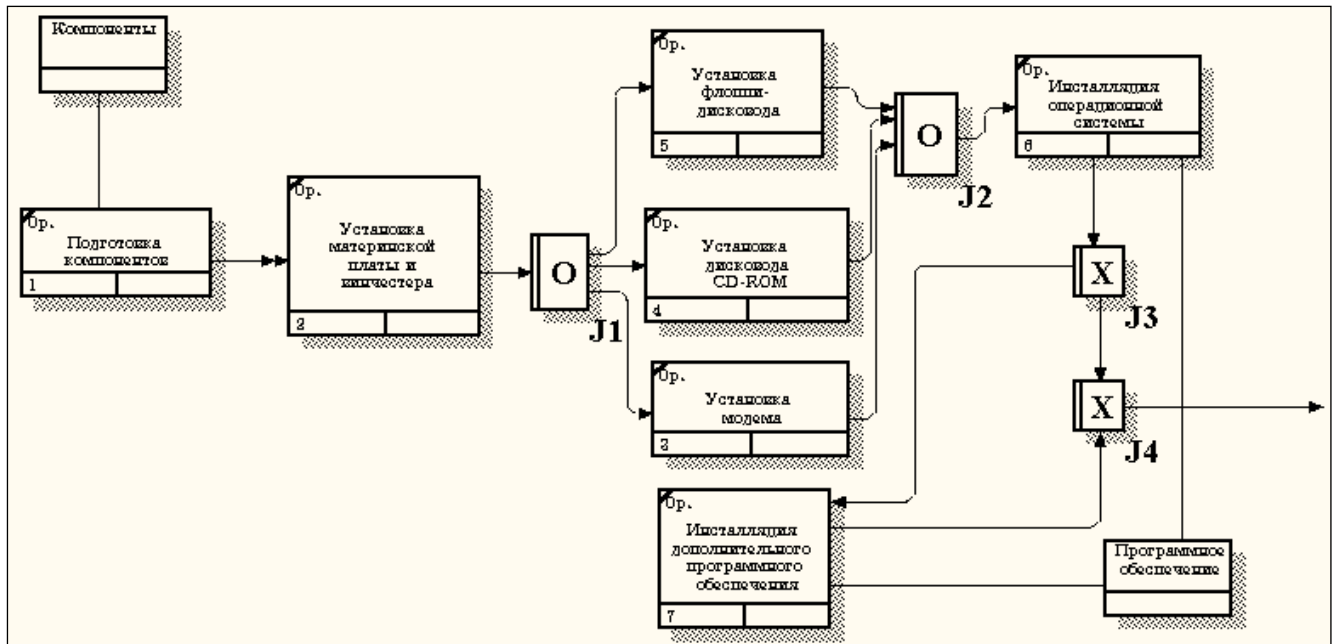 Компоненты
0р.
Подготовка
компонентов
1
0р.
Установка
материнской
платы и
винчестера
2
O
J1
0р.
Установка
флоппи-
дисковода
5
0р.
Установка
дисковода
CD-ROM
4
0р.
Установка
модема
3
O
J2
0р.
Инсталляция
операционной
системы
6
X
J3
X
J4
0р.
Инсталляция
дополнительного
программного
обеспечения
7
Программное
обеспечение